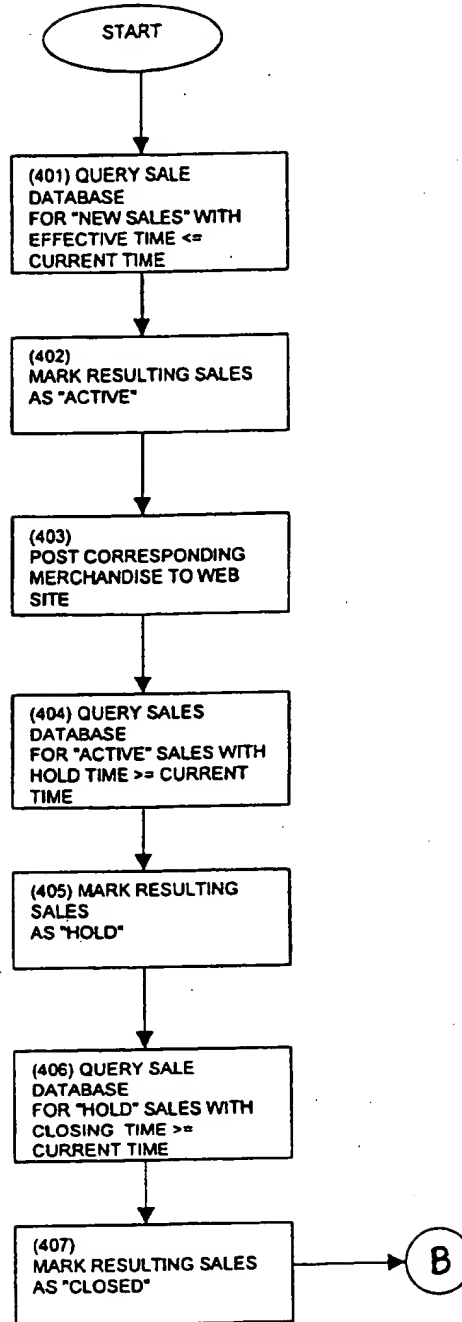 START
(401) QUERY SALE
DATABASE
FOR "NEW SALES" WITH
EFFECTIVE TIME <=
CURRENT TIME
(402)
MARK RESULTING SALES
AS "ACTIVE"
(403)
POST CORRESPONDING
MERCHANDISE TO WEB
SITE
(404) QUERY SALES
DATABASE
FOR "ACTIVE" SALES WITH
HOLD TIME >= CURRENT
TIME
(405) MARK RESULTING
SALES
AS "HOLD"
(406) QUERY SALE
DATABASE
FOR "HOLD" SALES WITH
CLOSING TIME >=
CURRENT TIME
(407)
MARK RESULTING SALES
AS "CLOSED"
B